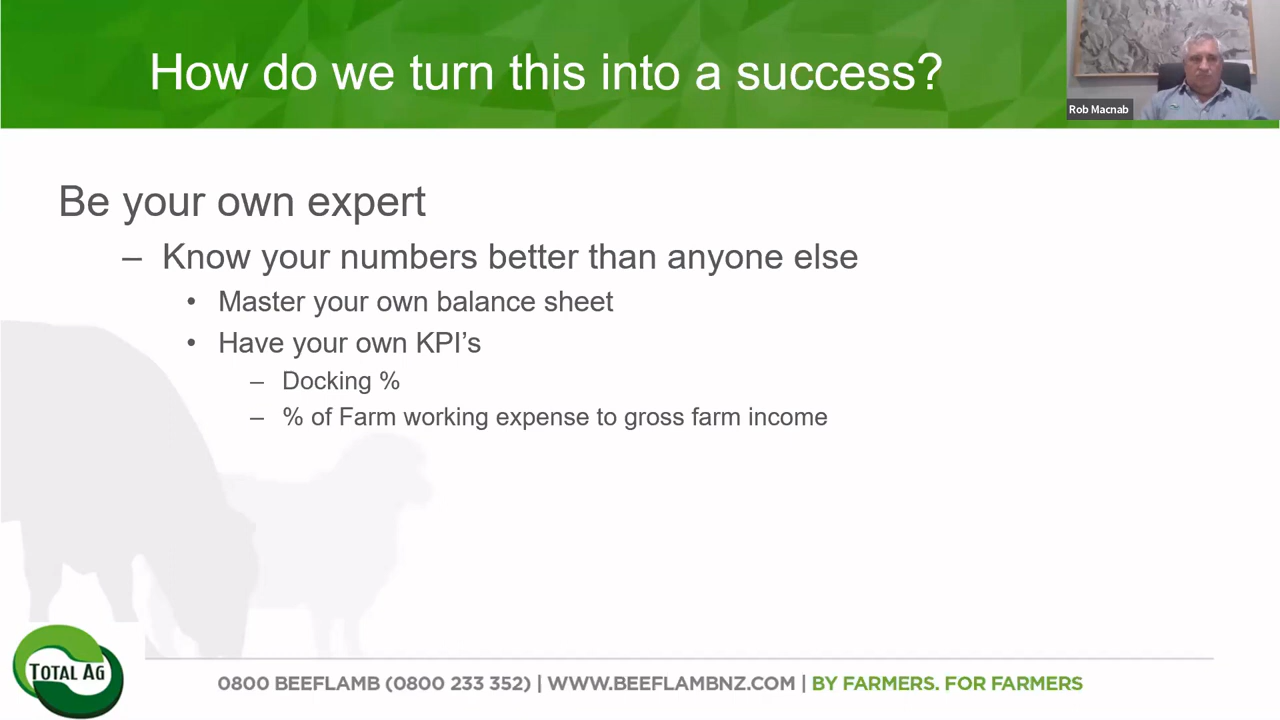 How do we turn this into a success?
Rob Macnab
Be your own expert
– Know your numbers better than anyone else
• Master your own balance sheet
• Have your own KPI’s
– Docking %
– % of Farm working expense to gross farm income
TOTAL AG
0800 BEEFLAMB (0800 233 352) | WWW.BEEFLAMBNZ.COM | BY FARMERS. FOR FARMERS